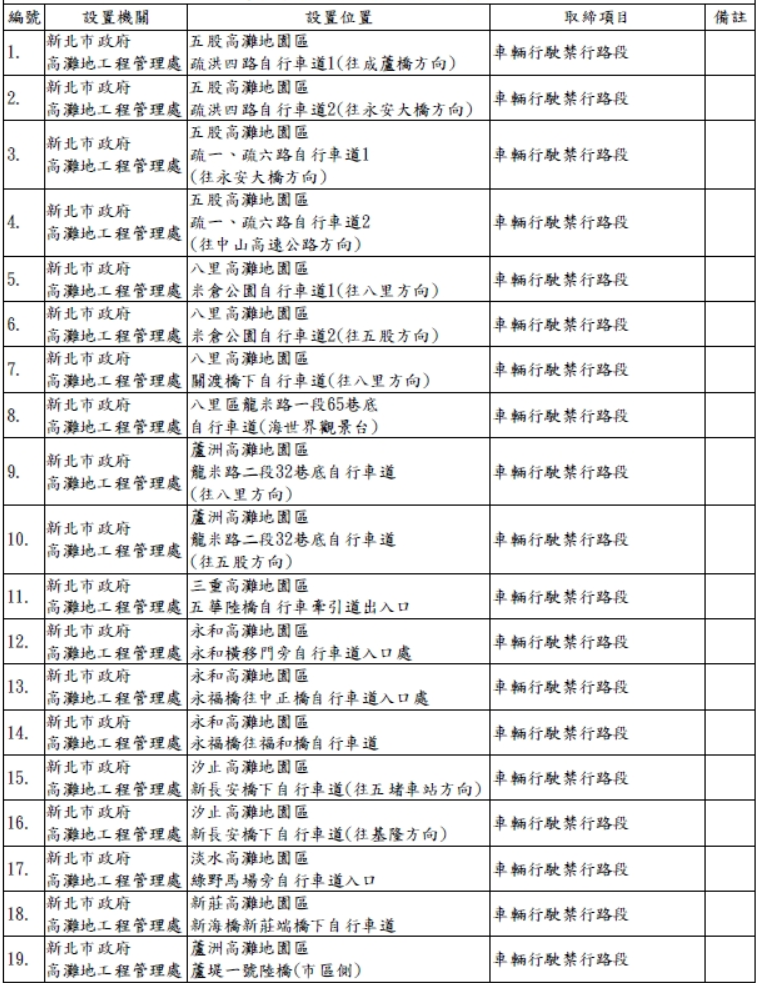 編號 設置機關 設置位置 取締項目 備註
1. 新北市政府 五股高灘地園區 車輛行駛禁行路段
高灘地工程管理處 疏洪四路自行車道1(往成蘆橋方向)
2. 新北市政府 五股高灘地園區 車輛行駛禁行路段
高灘地工程管理處 疏洪四路自行車道2(往永安大橋方向)
3. 新北市政府 五股高灘地園區 車輛行駛禁行路段
高灘地工程管理處 疏一、疏六路自行車道1
(往永安大橋方向)
4. 新北市政府 五股高灘地園區 車輛行駛禁行路段
高灘地工程管理處 疏一、疏六路自行車道2
(往中山高速公路方向)
5. 新北市政府 八里高灘地園區 車輛行駛禁行路段
高灘地工程管理處 米倉公園自行車道1(往八里方向)
6. 新北市政府 八里高灘地園區 車輛行駛禁行路段
高灘地工程管理處 米倉公園自行車道2(往五股方向)
7. 新北市政府 八里高灘地園區 車輛行駛禁行路段
高灘地工程管理處 關渡橋下自行車道(往八里方向)
8. 新北市政府 八里區龍米路一段65巷底 車輛行駛禁行路段
高灘地工程管理處 自行車道(海世界觀景台)
9. 新北市政府 蘆洲高灘地園區 車輛行駛禁行路段
高灘地工程管理處 龍米路二段32巷底自行車道
(往八里方向)
10. 新北市政府 蘆洲高灘地園區 車輛行駛禁行路段
高灘地工程管理處 龍米路二段32巷底自行車道
(往五股方向)
11. 新北市政府 三重高灘地園區 車輛行駛禁行路段
高灘地工程管理處 五華陸橋自行車牽引道出入口
12. 新北市政府 永和高灘地園區 車輛行駛禁行路段
高灘地工程管理處 永和橫移門旁自行車道入口處
13. 新北市政府 永和高灘地園區 車輛行駛禁行路段
高灘地工程管理處 永福橋往中正橋自行車道入口處
14. 新北市政府 永和高灘地園區 車輛行駛禁行路段
高灘地工程管理處 永福橋往福和橋自行車道
15. 新北市政府 汐止高灘地園區 車輛行駛禁行路段
高灘地工程管理處 新長安橋下自行車道(往五堵車站方向)
16. 新北市政府 汐止高灘地園區 車輛行駛禁行路段
高灘地工程管理處 新長安橋下自行車道(往基隆方向)
17. 新北市政府 淡水高灘地園區 車輛行駛禁行路段
高灘地工程管理處 綠野馬場旁自行車道入口
18. 新北市政府 新莊高灘地園區 車輛行駛禁行路段
高灘地工程管理處 新海橋新莊端橋下自行車道
19. 新北市政府 蘆洲高灘地園區 車輛行駛禁行路段
高灘地工程管理處 蘆堤一號陸橋(市區側)